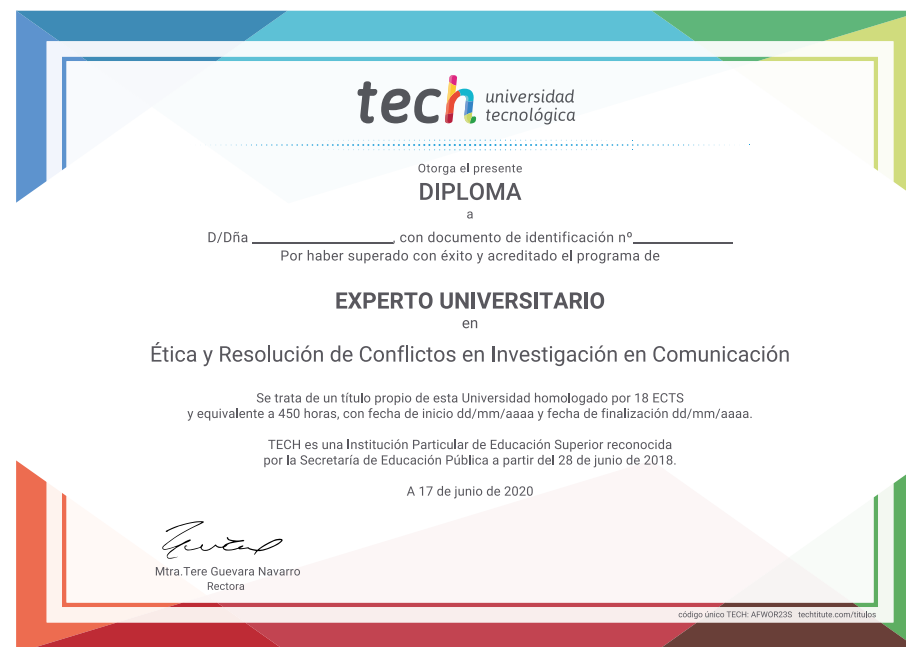 tech universidad
tecnológica
Otorga el presente
DIPLOMA
a
D/Dña ____________________, con documento de identificación nº______________
Por haber superado con éxito y acreditado el programa de
EXPERTO UNIVERSITARIO
en
Ética y Resolución de Conflictos en Investigación en Comunicación
Se trata de un título propio de esta Universidad homologado por 18 ECTS
y equivalente a 450 horas, con fecha de inicio dd/mm/aaaa y fecha de finalización dd/mm/aaaa.
TECH es una Institución Particular de Educación Superior reconocida
por la Secretaría de Educación Pública a partir del 28 de junio de 2018.
A 17 de junio de 2020
Mtra.Tere Guevara Navarro
Rectora
código único TECH: AFWOR23S techtitute.com/titulos